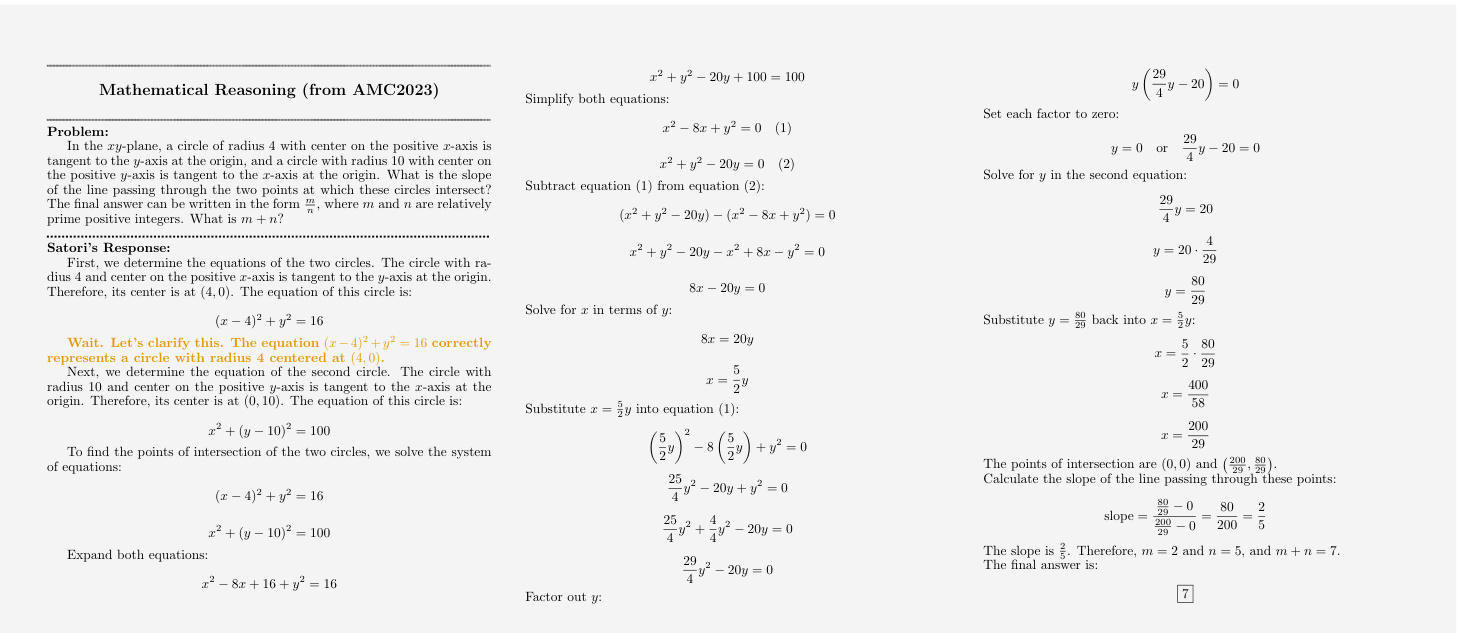 Mathematical Reasoning (from AMC2023)
Problem:
In the xy-plane, a circle of radius 4 with center on the positive x-axis is
tangent to the y-axis at the origin, and a circle with radius 10 with center on
the positive y-axis is tangent to the x-axis at the origin. What is the slope
of the line passing through the two points at which these circles intersect?
The final answer can be written in the form $\frac{m}{n}$, where m and n are relatively
prime positive integers. What is m + n?
Satori's Response:
First, we determine the equations of the two circles. The circle with ra-
dius 4 and center on the positive x-axis is tangent to the y-axis at the origin.
Therefore, its center is at (4, 0). The equation of this circle is:
$(x - 4)^2 + y^2 = 16$
Wait. Let's clarify this. The equation $(x-4)^2 + y^2 = 16$ correctly
represents a circle with radius 4 centered at (4, 0).
Next, we determine the equation of the second circle. The circle with
radius 10 and center on the positive y-axis is tangent to the x-axis at the
origin. Therefore, its center is at (0, 10). The equation of this circle is:
$x^2 + (y - 10)^2 = 100$
To find the points of intersection of the two circles, we solve the system
of equations:
$(x - 4)^2 + y^2 = 16$
$x^2 + (y - 10)^2 = 100$
Expand both equations:
$x^2 - 8x + 16 + y^2 = 16$
$x^2 + y^2 - 20y + 100 = 100$
Simplify both equations:
$x^2 - 8x + y^2 = 0 \quad (1)$
$x^2 + y^2 - 20y = 0 \quad (2)$
Subtract equation (1) from equation (2):
$(x^2 + y^2 - 20y) - (x^2 - 8x + y^2) = 0$
$x^2 + y^2 - 20y - x^2 + 8x - y^2 = 0$
$8x - 20y = 0$
Solve for x in terms of y:
$8x = 20y$
$x = \frac{5}{2}y$
Substitute $x = \frac{5}{2}y$ into equation (1):
$\left(\frac{5}{2}y\right)^2 - 8\left(\frac{5}{2}y\right) + y^2 = 0$
$\frac{25}{4}y^2 - 20y + y^2 = 0$
$\frac{25}{4}y^2 + \frac{4}{4}y^2 - 20y = 0$
$\frac{29}{4}y^2 - 20y = 0$
Factor out y:
$y\left(\frac{29}{4}y - 20\right) = 0$
Set each factor to zero:
$y = 0 \quad \text{or} \quad \frac{29}{4}y - 20 = 0$
Solve for y in the second equation:
$\frac{29}{4}y = 20$
$y = 20 \cdot \frac{4}{29}$
$y = \frac{80}{29}$
Substitute $y = \frac{80}{29}$ back into $x = \frac{5}{2}y$:
$x = \frac{5}{2} \cdot \frac{80}{29}$
$x = \frac{400}{58}$
$x = \frac{200}{29}$
The points of intersection are (0, 0) and $\left(\frac{200}{29}, \frac{80}{29}\right)$.
Calculate the slope of the line passing through these points:
$\text{slope} = \frac{\frac{80}{29} - 0}{\frac{200}{29} - 0} = \frac{80}{200} = \frac{2}{5}$
The slope is $\frac{2}{5}$. Therefore, m = 2 and n = 5, and m + n = 7.
The final answer is:
7